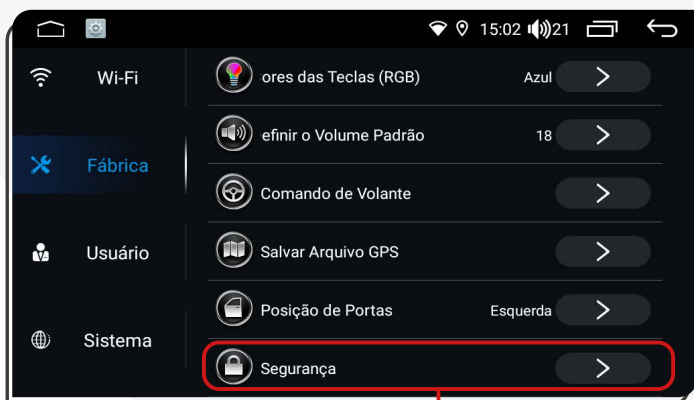 15:02 21
Wi-Fi
ores das Teclas (RGB) Azul
efinir o Volume Padrão 18
Fábrica
Comando de Volante
Usuário
Salvar Arquivo GPS
Posição de Portas Esquerda
Sistema
Segurança